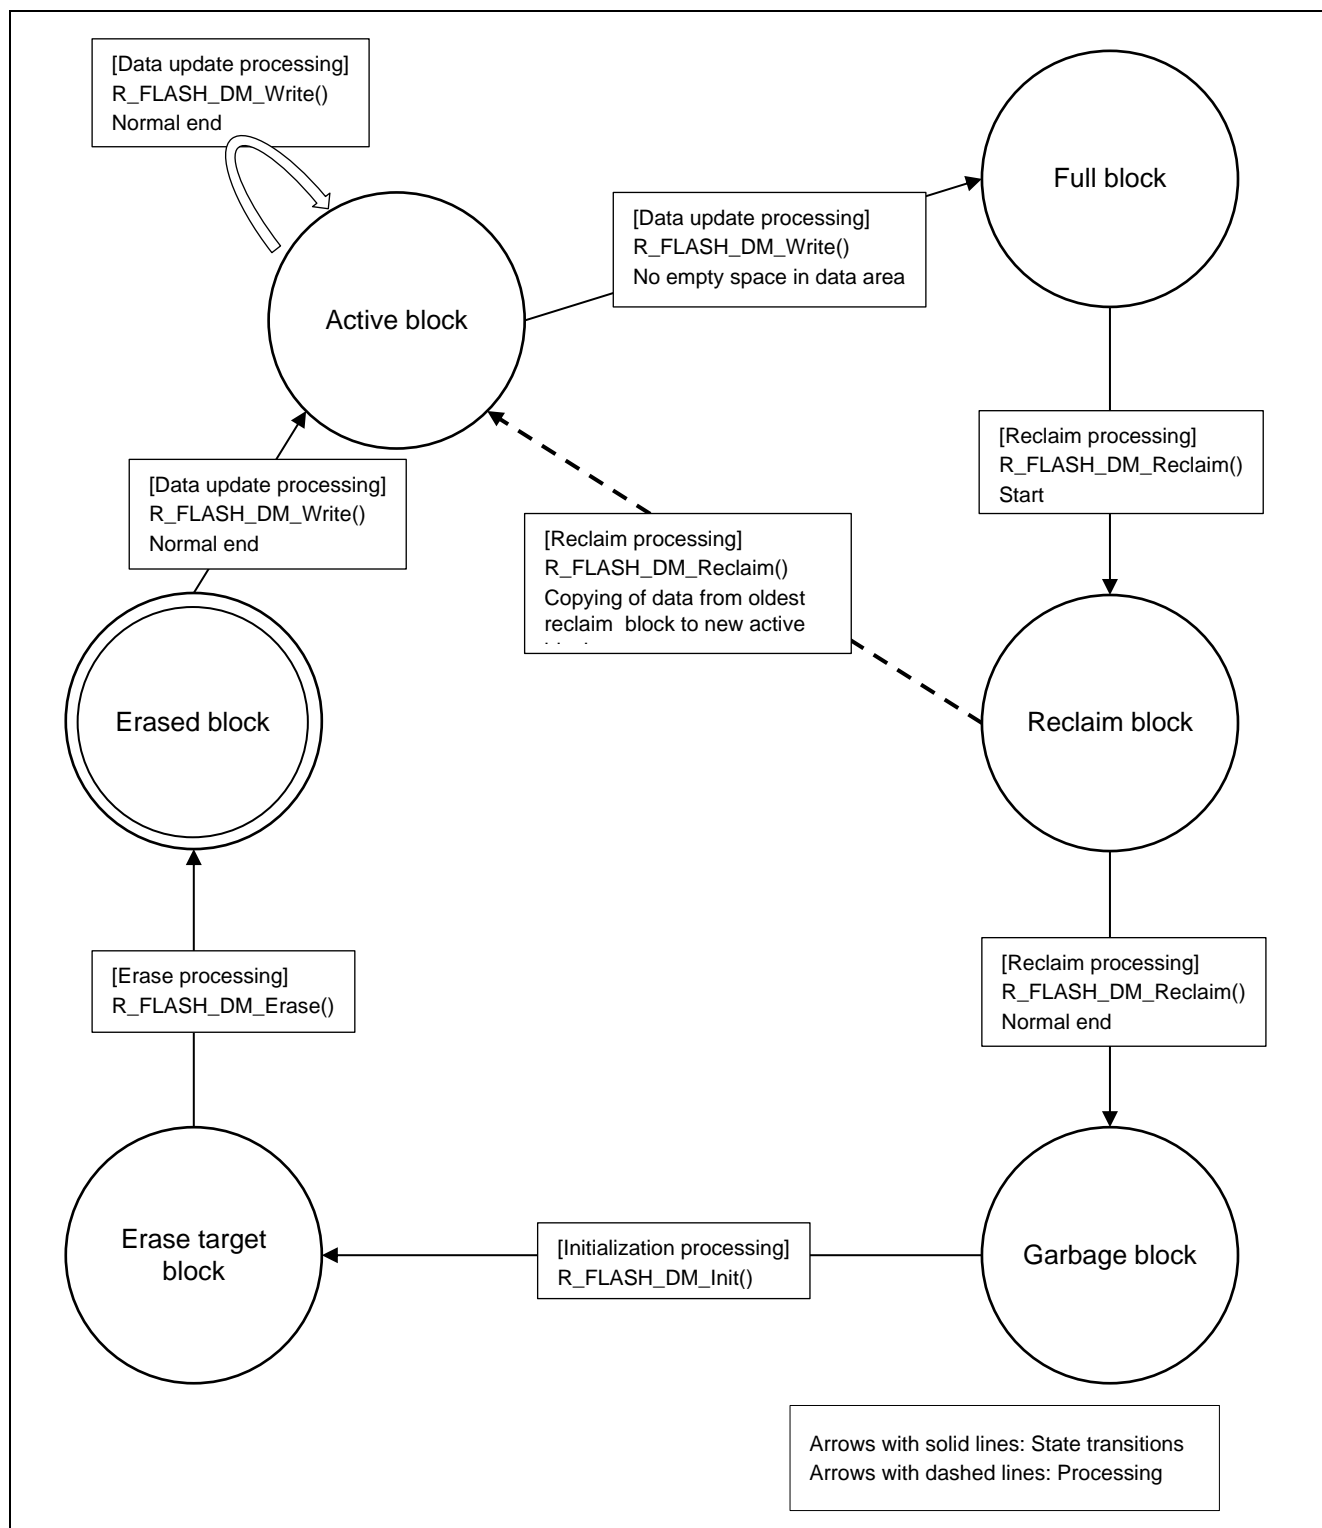 [Data update processing]
R_FLASH_DM_Write()
Normal end
Full block
[Data update processing]
R_FLASH_DM_Write()
No empty space in data area
Active block
[Reclaim processing]
R_FLASH_DM_Reclaim()
Start
[Data update processing]
R_FLASH_DM_Write()
Normal end
[Reclaim processing]
R_FLASH_DM_Reclaim()
Copying of data from oldest
reclaim block to new active
Erased block
Reclaim block
[Erase processing]
R_FLASH_DM_Erase()
[Reclaim processing]
R_FLASH_DM_Reclaim()
Normal end
Erase target
block
[Initialization processing]
R_FLASH_DM_Init()
Garbage block
Arrows with solid lines: State transitions
Arrows with dashed lines: Processing